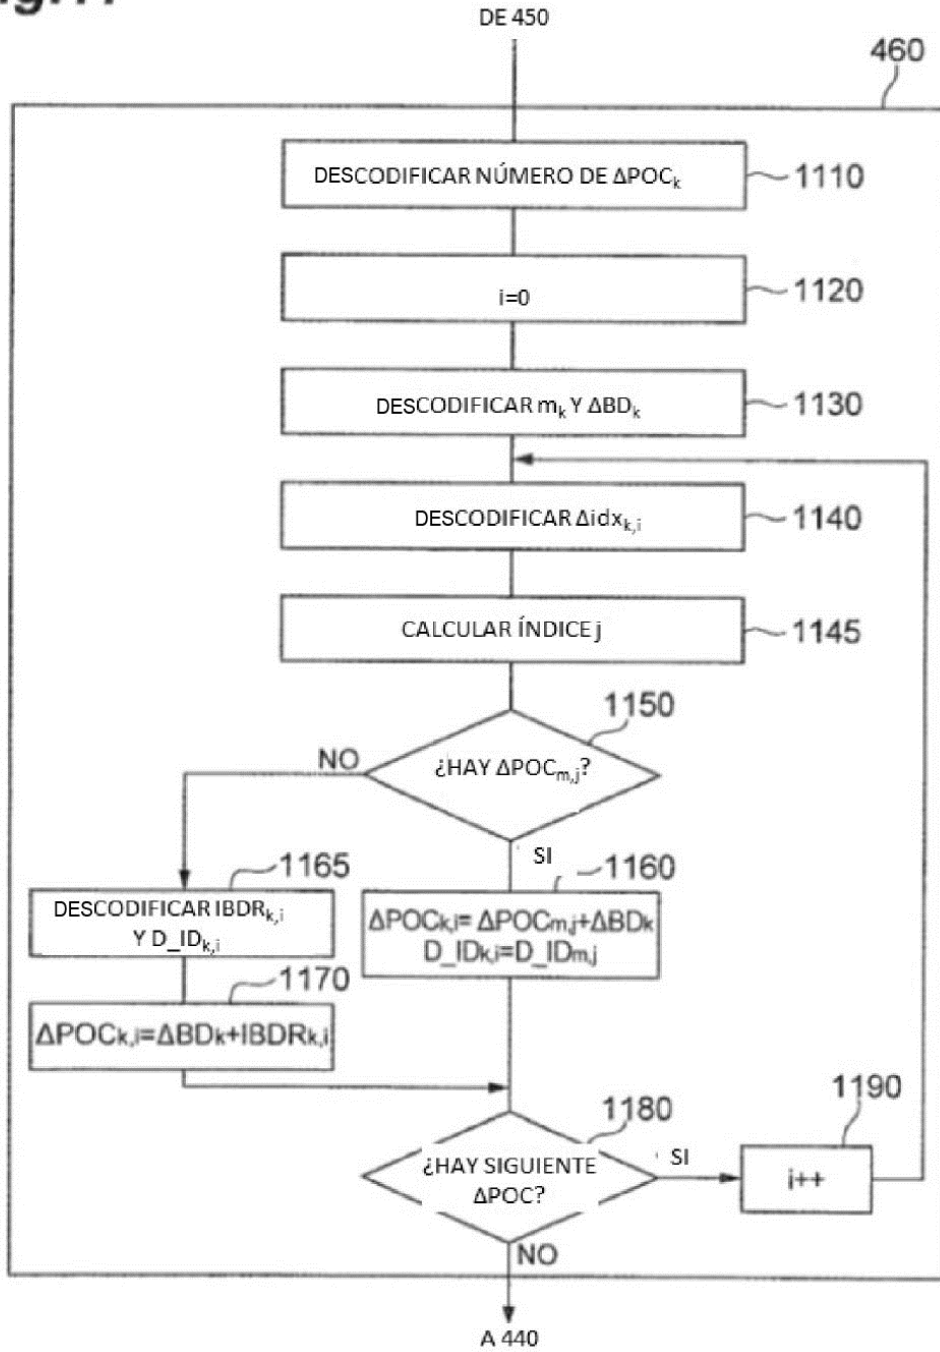 DE 450
460
DESCODIFICAR NÚMERO DE ΔPOCk
1110
i=0
1120
DESCODIFICAR mk Y ΔBDk
1130
DESCODIFICAR Δidxk,i
1140
CALCULAR ÍNDICE j
1145
1150
¿HAY ΔPOCm,j?
NO
SI
1165
DESCODIFICAR IBDRk,i
Y D_IDk,i
1160
ΔPOCk,i= ΔPOCm,j+ΔBDk
D_IDk,i=D_IDm,j
1170
ΔPOCk,i=ΔBDk+IBDRk,i
1180
¿HAY SIGUIENTE
ΔPOC?
SI
1190
i++
NO
A 440